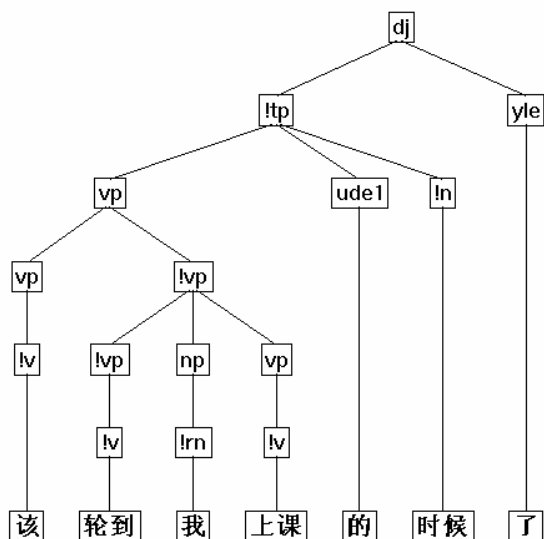 dj
!tp yle
vp ude1 !n
vp !vp
!v !vp np vp
!v !rn !v
该 轮到 我 上课 的 时候 了